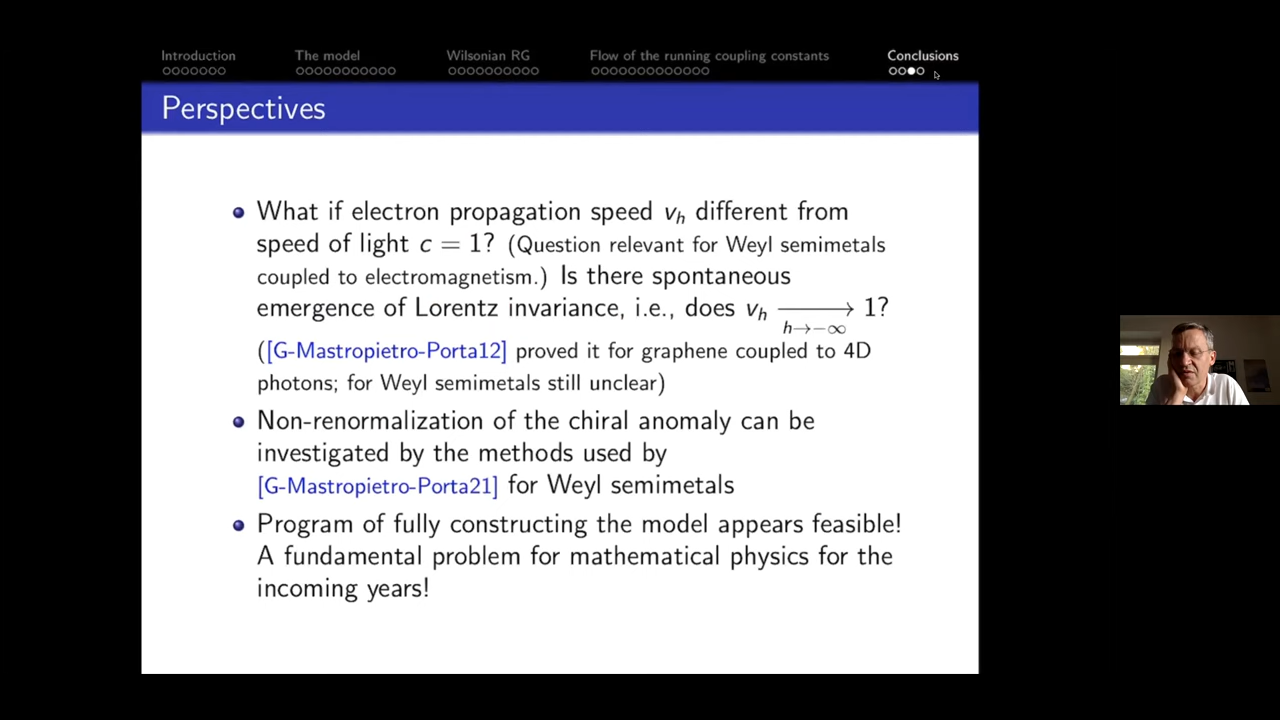 Introduction The model Wilsonian RG Flow of the running coupling constants Conclusions
Perspectives
What if electron propagation speed v_h different from
speed of light c = 1? (Question relevant for Weyl semimetals
coupled to electromagnetism.) Is there spontaneous
emergence of Lorentz invariance, i.e., does v_h ⟶ 1?
h→−∞
([G-Mastropietro-Porta12] proved it for graphene coupled to 4D
photons; for Weyl semimetals still unclear)
Non-renormalization of the chiral anomaly can be
investigated by the methods used by
[G-Mastropietro-Porta21] for Weyl semimetals
Program of fully constructing the model appears feasible!
A fundamental problem for mathematical physics for the
incoming years!